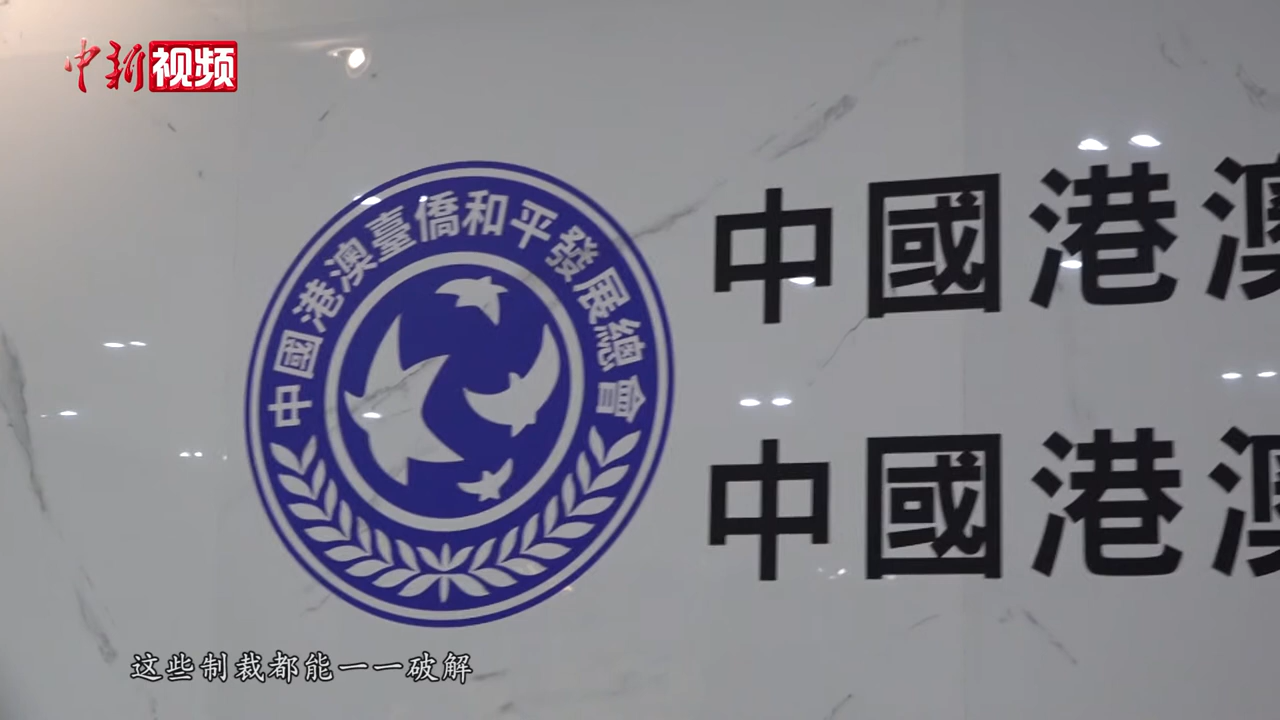 中新视频
中國港澳臺僑和平發展總會
中國港澳
中國港澳
这些制裁都能一一破解